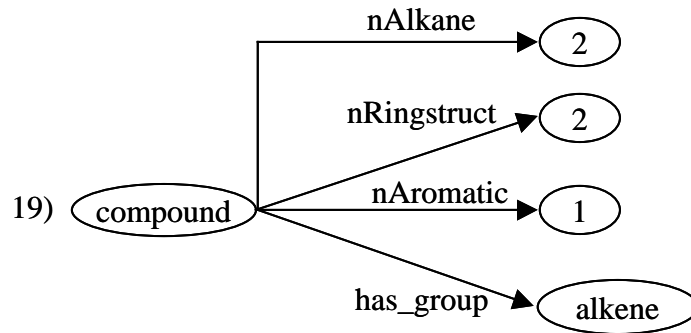 nAlkane
2
nRingstruct
2
19) compound
nAromatic
1
has_group
alkene